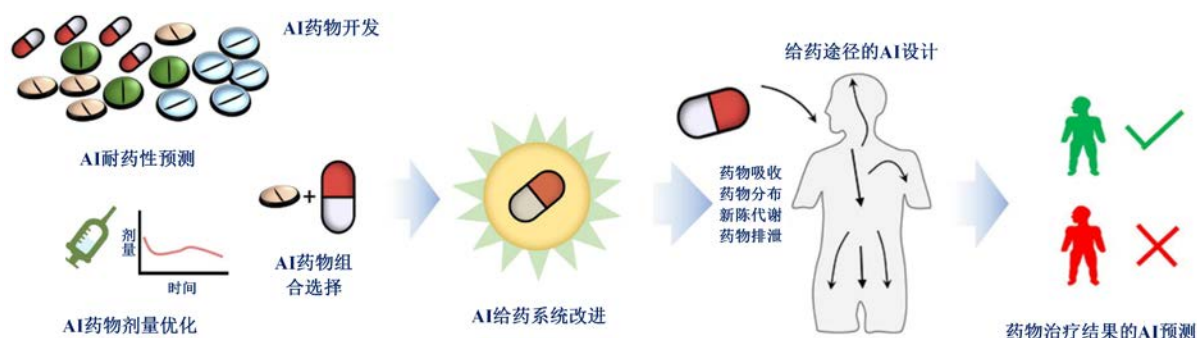 AI药物开发
AI耐药性预测
剂
量
时间
AI药物剂量优化
AI药物组
合选择
AI给药系统改进
给药途径的AI设计
药物吸收
药物分布
新陈代谢
药物排泄
药物治疗结果的AI预测